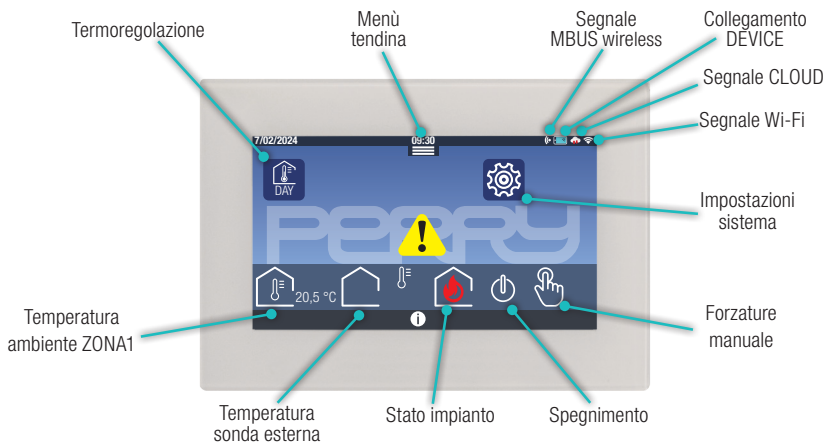 Termoregolazione
Menù
tendina
Segnale
MBUS wireless
Collegamento
DEVICE
Segnale CLOUD
Segnale Wi-Fi
7/02/2024
09:30
DAY
Impostazioni
sistema
PERRY
20,5 °C
Temperatura
ambiente ZONA1
Forzature
manuale
Temperatura
sonda esterna
Stato impianto
Spegnimento